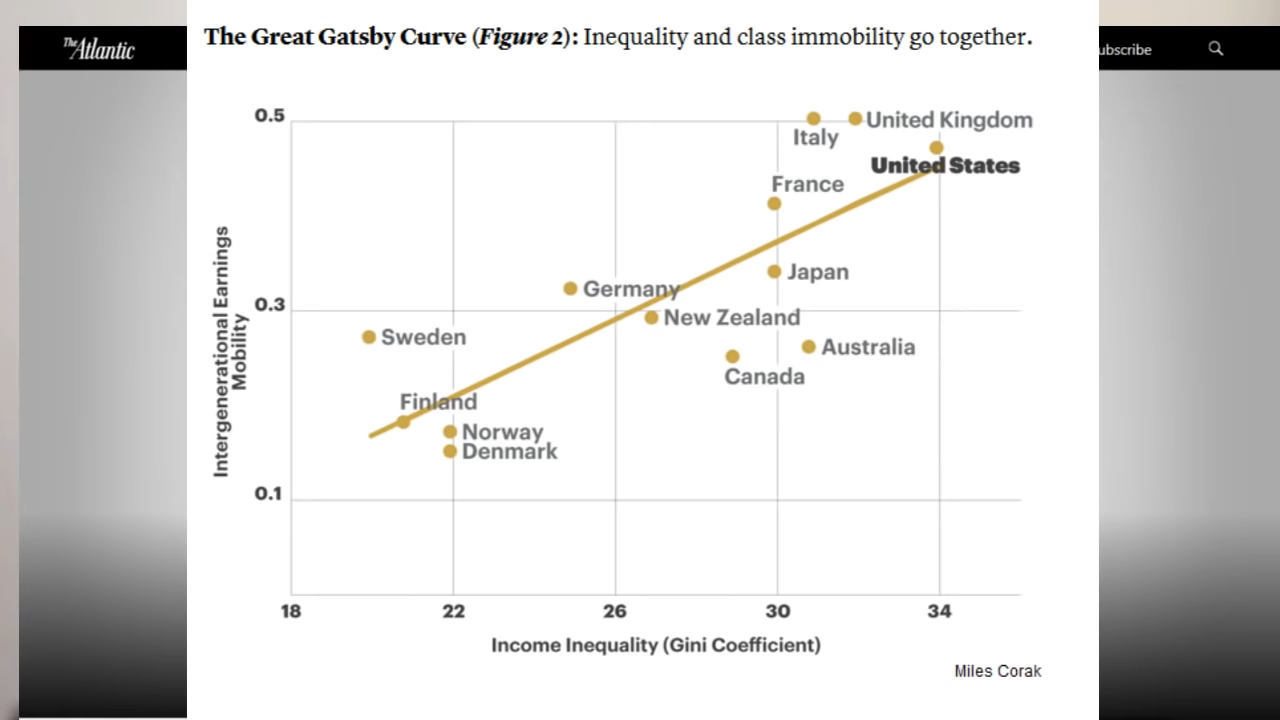 The Great Gatsby Curve (Figure 2): Inequality and class immobility go together.
The Atlantic
ubscribe
0.5
Italy
United Kingdom
United States
France
Japan
Germany
0.3
New Zealand
Sweden
Australia
Canada
Finland
Norway
Denmark
0.1
Intergenerational Earnings
Mobility
18 22 26 30 34
Income Inequality (Gini Coefficient)
Miles Corak